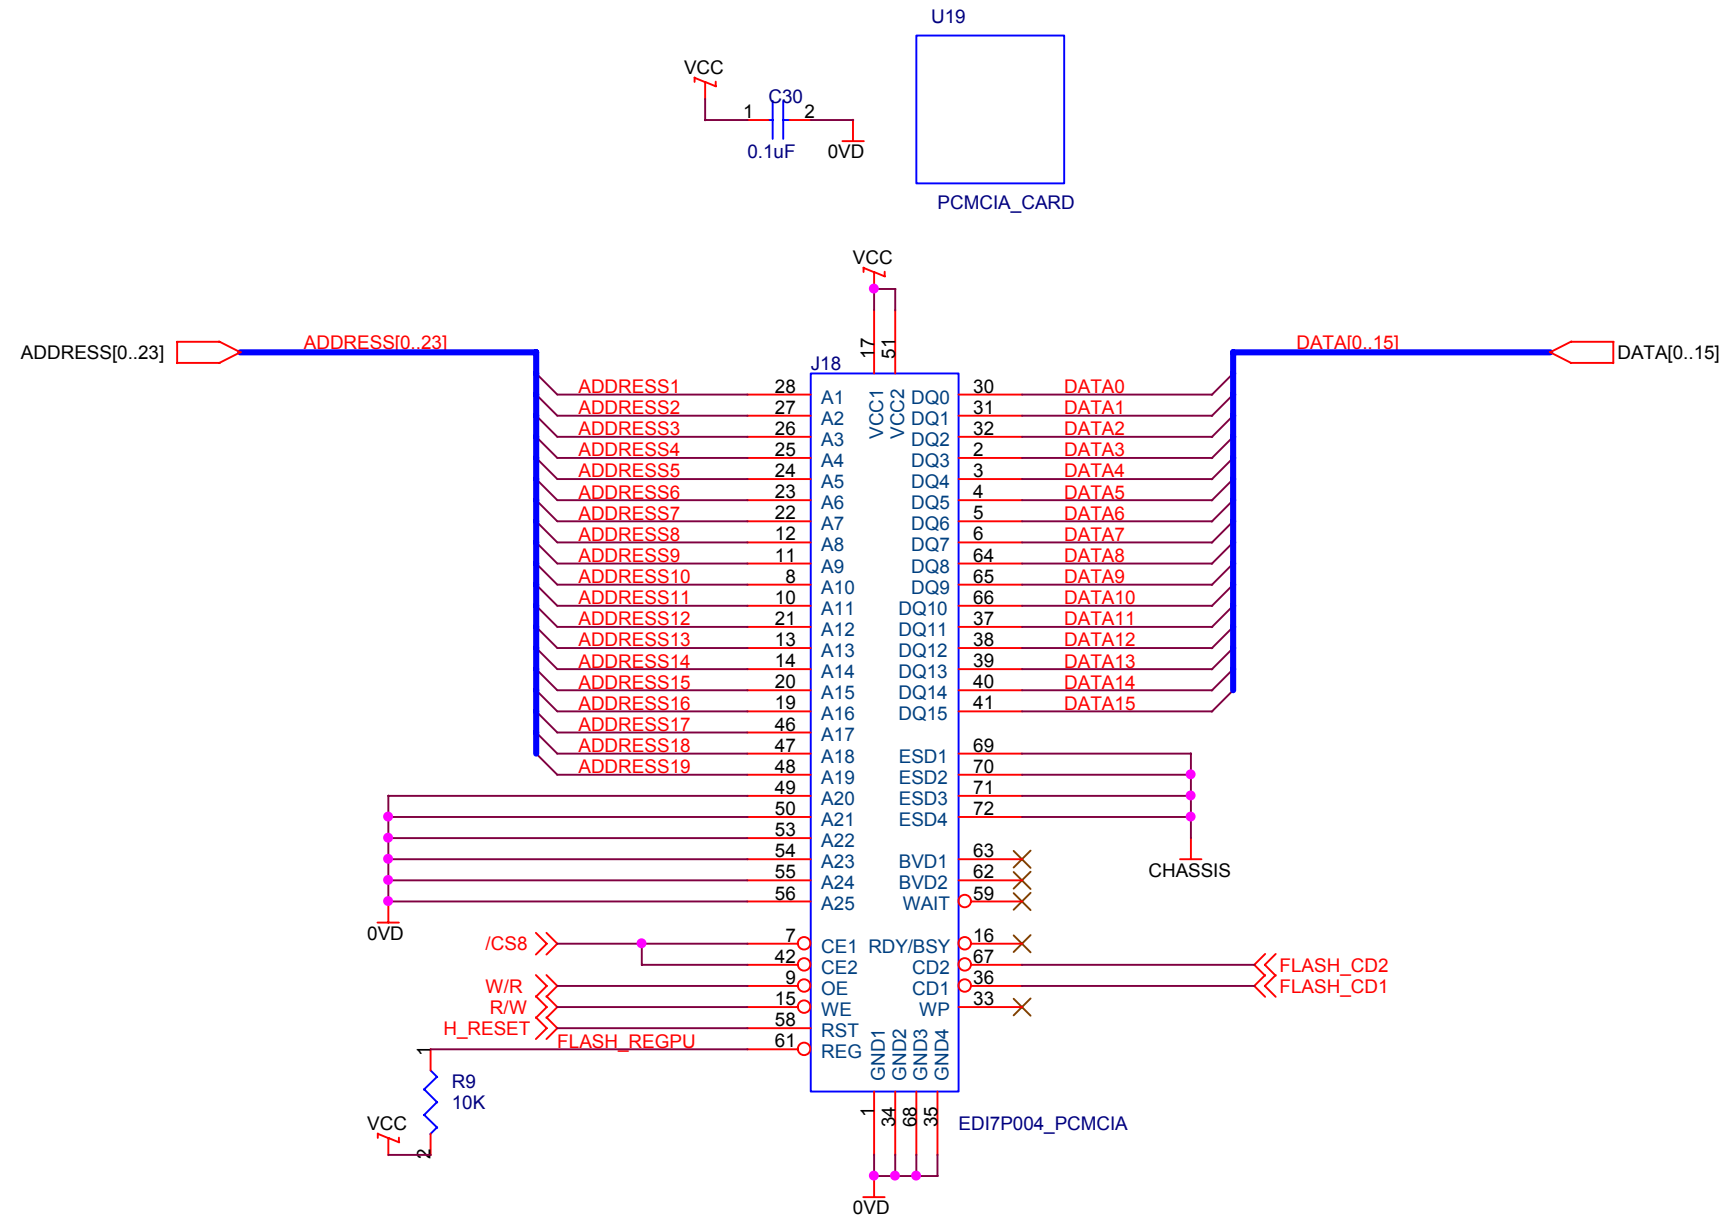 U19
VCC
C30
1
2
0.1uF
0VD
PCMCIA_CARD
VCC
17
51
ADDRESS[0..23]
ADDRESS[0..23]
DATA[0..15]
DATA[0..15]
J18
VCC1
VCC2
ADDRESS1 28 A1 DQ0 30 DATA0
ADDRESS2 27 A2 DQ1 31 DATA1
ADDRESS3 26 A3 DQ2 32 DATA2
ADDRESS4 25 A4 DQ3 2 DATA3
ADDRESS5 24 A5 DQ4 3 DATA4
ADDRESS6 23 A6 DQ5 4 DATA5
ADDRESS7 22 A7 DQ6 5 DATA6
ADDRESS8 12 A8 DQ7 6 DATA7
ADDRESS9 11 A9 DQ8 64 DATA8
ADDRESS10 8 A10 DQ9 65 DATA9
ADDRESS11 10 A11 DQ10 66 DATA10
ADDRESS12 21 A12 DQ11 37 DATA11
ADDRESS13 13 A13 DQ12 38 DATA12
ADDRESS14 14 A14 DQ13 39 DATA13
ADDRESS15 20 A15 DQ14 40 DATA14
ADDRESS16 19 A16 DQ15 41 DATA15
ADDRESS17 46 A17
ADDRESS18 47 A18 ESD1 69
ADDRESS19 48 A19 ESD2 70
49 A20 ESD3 71
50 A21 ESD4 72
53 A22
54 A23 BVD1 63
CHASSIS
55 A24 BVD2 62
56 A25 WAIT 59
0VD
/CS8 7 CE1 RDY/BSY 16
42 CE2 CD2 67 FLASH_CD2
W/R 9 OE CD1 36 FLASH_CD1
R/W 15 WE WP 33
H_RESET 58 RST
FLASH_REGPU 61 REG
GND1
GND2
GND3
GND4
1
R9
10K
VCC
2
1
34
68
35
EDI7P004_PCMCIA
0VD